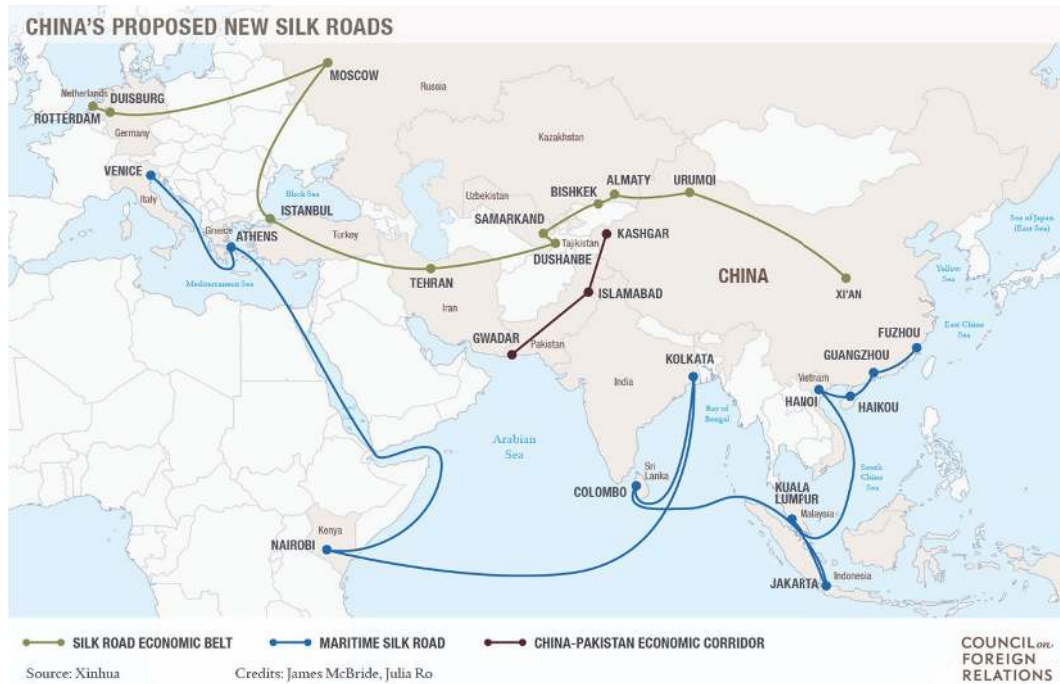 CHINA'S PROPOSED NEW SILK ROADS
MOSCOW
Russia
Netherlands
DUISBURG
ROTTERDAM
Germany
Kazakhstan
VENICE
Italy
Black Sea
ISTANBUL
Greece
ATHENS
Turkey
Mediterranean Sea
Uzbekistan
BISHKEK
ALMATY
URUMQI
SAMARKAND
Tajikistan
DUSHANBE
KASHGAR
TEHRAN
Iran
ISLAMABAD
GWADAR
Pakistan
CHINA
XI'AN
Sea of Japan
(East Sea)
Yellow
Sea
East China
Sea
FUZHOU
GUANGZHOU
HAIKOU
Vietnam
HANOI
KOLKATA
India
Bay of
Bengal
Arabian
Sea
Sri
Lanka
COLOMBO
South
China
Sea
KUALA
LUMPUR
Malaysia
Kenya
NAIROBI
JAKARTA
Indonesia
SILK ROAD ECONOMIC BELT
MARITIME SILK ROAD
CHINA-PAKISTAN ECONOMIC CORRIDOR
Source: Xinhua
Credits: James McBride, Julia Ro
COUNCIL on
FOREIGN
RELATIONS